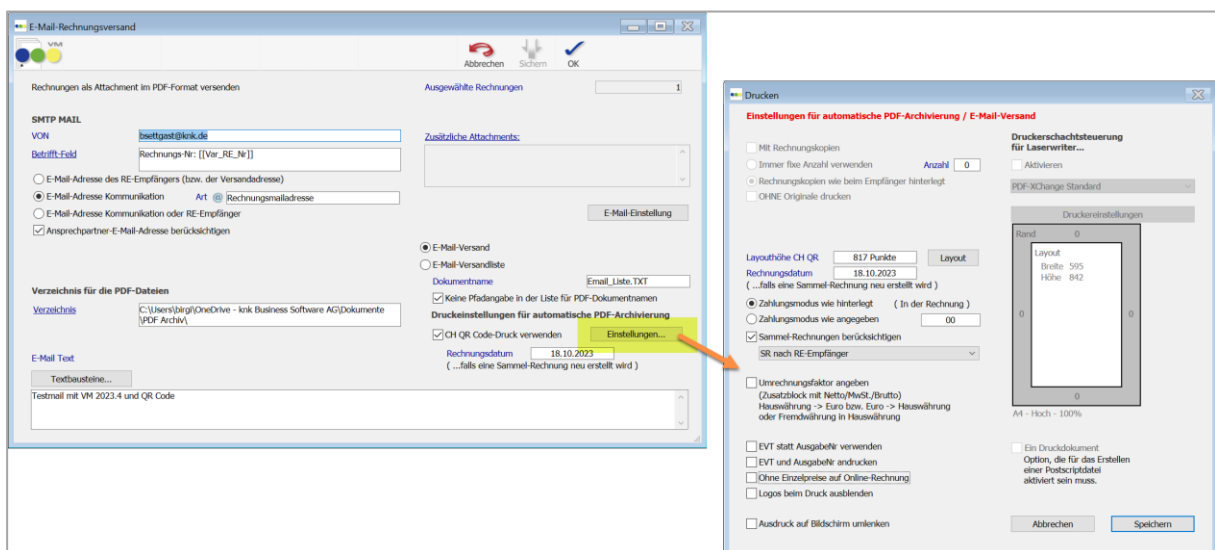 E-Mail-Rechnungsversand
VM
Abbrechen Sichern OK
Rechnungen als Attachment im PDF-Format versenden
Ausgewählte Rechnungen 1
SMTP MAIL
VON bsettgast@knk.de
Betrifft-Feld Rechnungs-Nr: [[Var_RE_Nr]]
E-Mail-Adresse des RE-Empfängers (bzw. der Versandadresse)
E-Mail-Adresse Kommunikation Art @ Rechnungsmailadresse
E-Mail-Adresse Kommunikation oder RE-Empfänger
Ansprechpartner-E-Mail-Adresse berücksichtigen
Zusätzliche Attachments:
E-Mail-Einstellung
E-Mail-Versand
E-Mail-Versandliste
Dokumentname Email_Liste.TXT
Keine Pfadangabe in der Liste für PDF-Dokumentnamen
Verzeichnis für die PDF-Dateien
Verzeichnis C:\Users\birgi\OneDrive - knk Business Software AG\Dokumente
\PDF Archiv\
Druckeinstellungen für automatische PDF-Archivierung
CH QR Code-Druck verwenden Einstellungen...
Rechnungsdatum 18.10.2023
( ...falls eine Sammel-Rechnung neu erstellt wird )
E-Mail Text
Textbausteine...
Testmail mit VM 2023.4 und QR Code
Drucken
Einstellungen für automatische PDF-Archivierung / E-Mail-Versand
Mit Rechnungskopien
Immer fixe Anzahl verwenden Anzahl 0
Rechnungskopien wie beim Empfänger hinterlegt
OHNE Originale drucken
Druckerschachtsteuerung
für Laserwriter...
Aktivieren
PDF-XChange Standard
Druckereinstellungen
Rand 0
Layout
Breite 595
Höhe 842
0 0
0
A4 - Hoch - 100%
Layouthöhe CH QR 817 Punkte Layout
Rechnungsdatum 18.10.2023
( ...falls eine Sammel-Rechnung neu erstellt wird )
Zahlungsmodus wie hinterlegt ( In der Rechnung )
Zahlungsmodus wie angegeben 00
Sammel-Rechnungen berücksichtigen
SR nach RE-Empfänger
Umrechnungsfaktor angeben
(Zusatzblock mit Netto/MwSt./Brutto)
Hauswährung -> Euro bzw. Euro -> Hauswährung
oder Fremdwährung in Hauswährung
EVT statt AusgabeNr verwenden
EVT und AusgabeNr andrucken
Ohne Einzelpreise auf Online-Rechnung
Logos beim Druck ausblenden
Ein Druckdokument
Option, die für das Erstellen
einer Postscriptdatei
aktiviert sein muss.
Ausdruck auf Bildschirm umlenken
Abbrechen Speichern